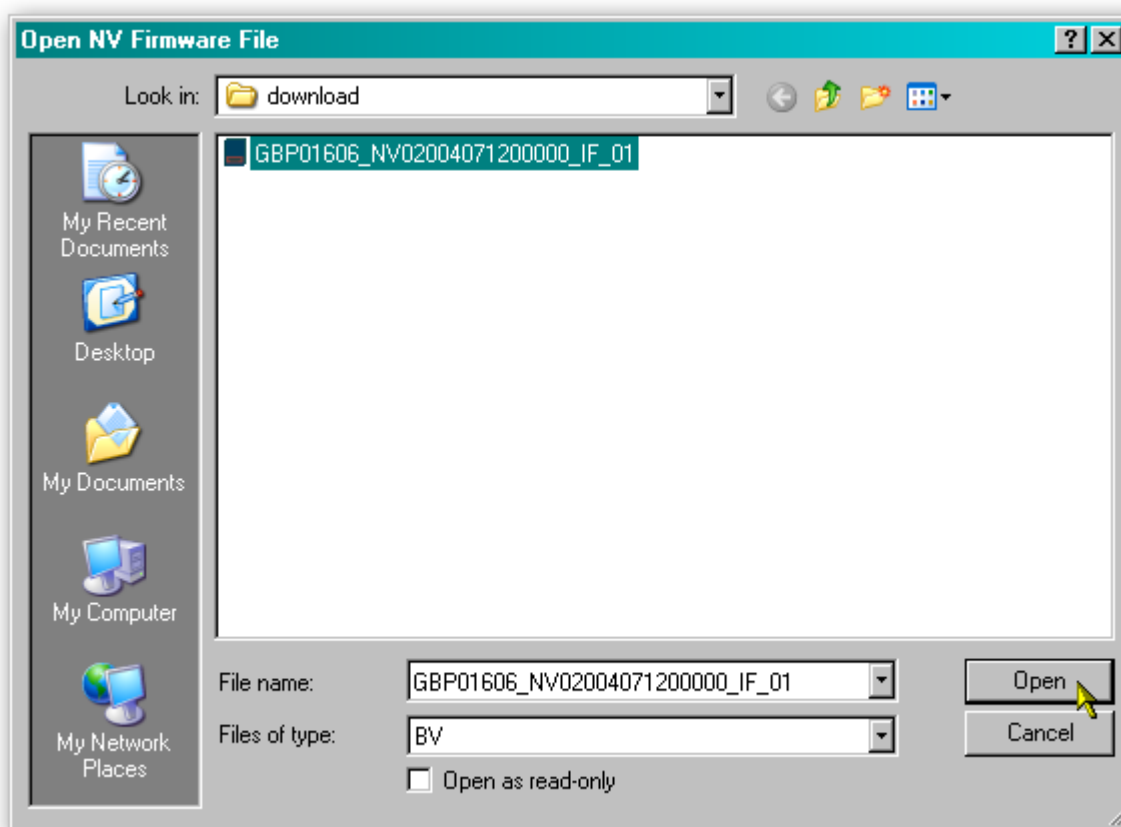 Open NV Firmware File
Look in:
download
GBP01606_NV02004071200000_IF_01
My Recent
Documents
Desktop
My Documents
My Computer
My Network
Places
File name:
GBP01606_NV02004071200000_IF_01
Open
Files of type:
BV
Cancel
Open as read-only